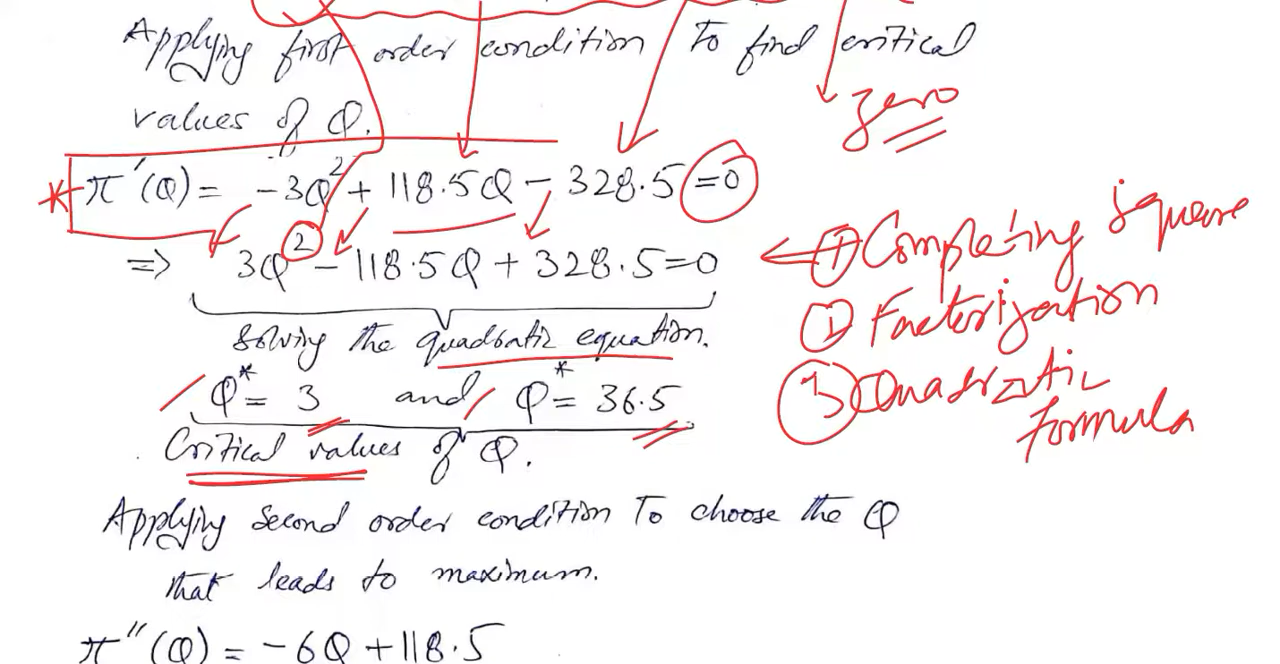 Applying first order condition to find critical
values of Q.
zero
π′(Q) = -3Q² + 118.5Q - 328.5 = 0
⇒ 3Q² - 118.5Q + 328.5 = 0
① Completing square
② Factorization
③ Quadratic
formula
solving the quadratic equation.
Q* = 3 and Q* = 36.5
Critical values of Q.
Applying second order condition to choose the Q
that leads to maximum.
π″(Q) = -6Q + 118.5